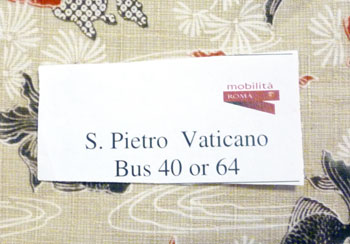 mobilità
ROMA
S. Pietro Vaticano
Bus 40 or 64